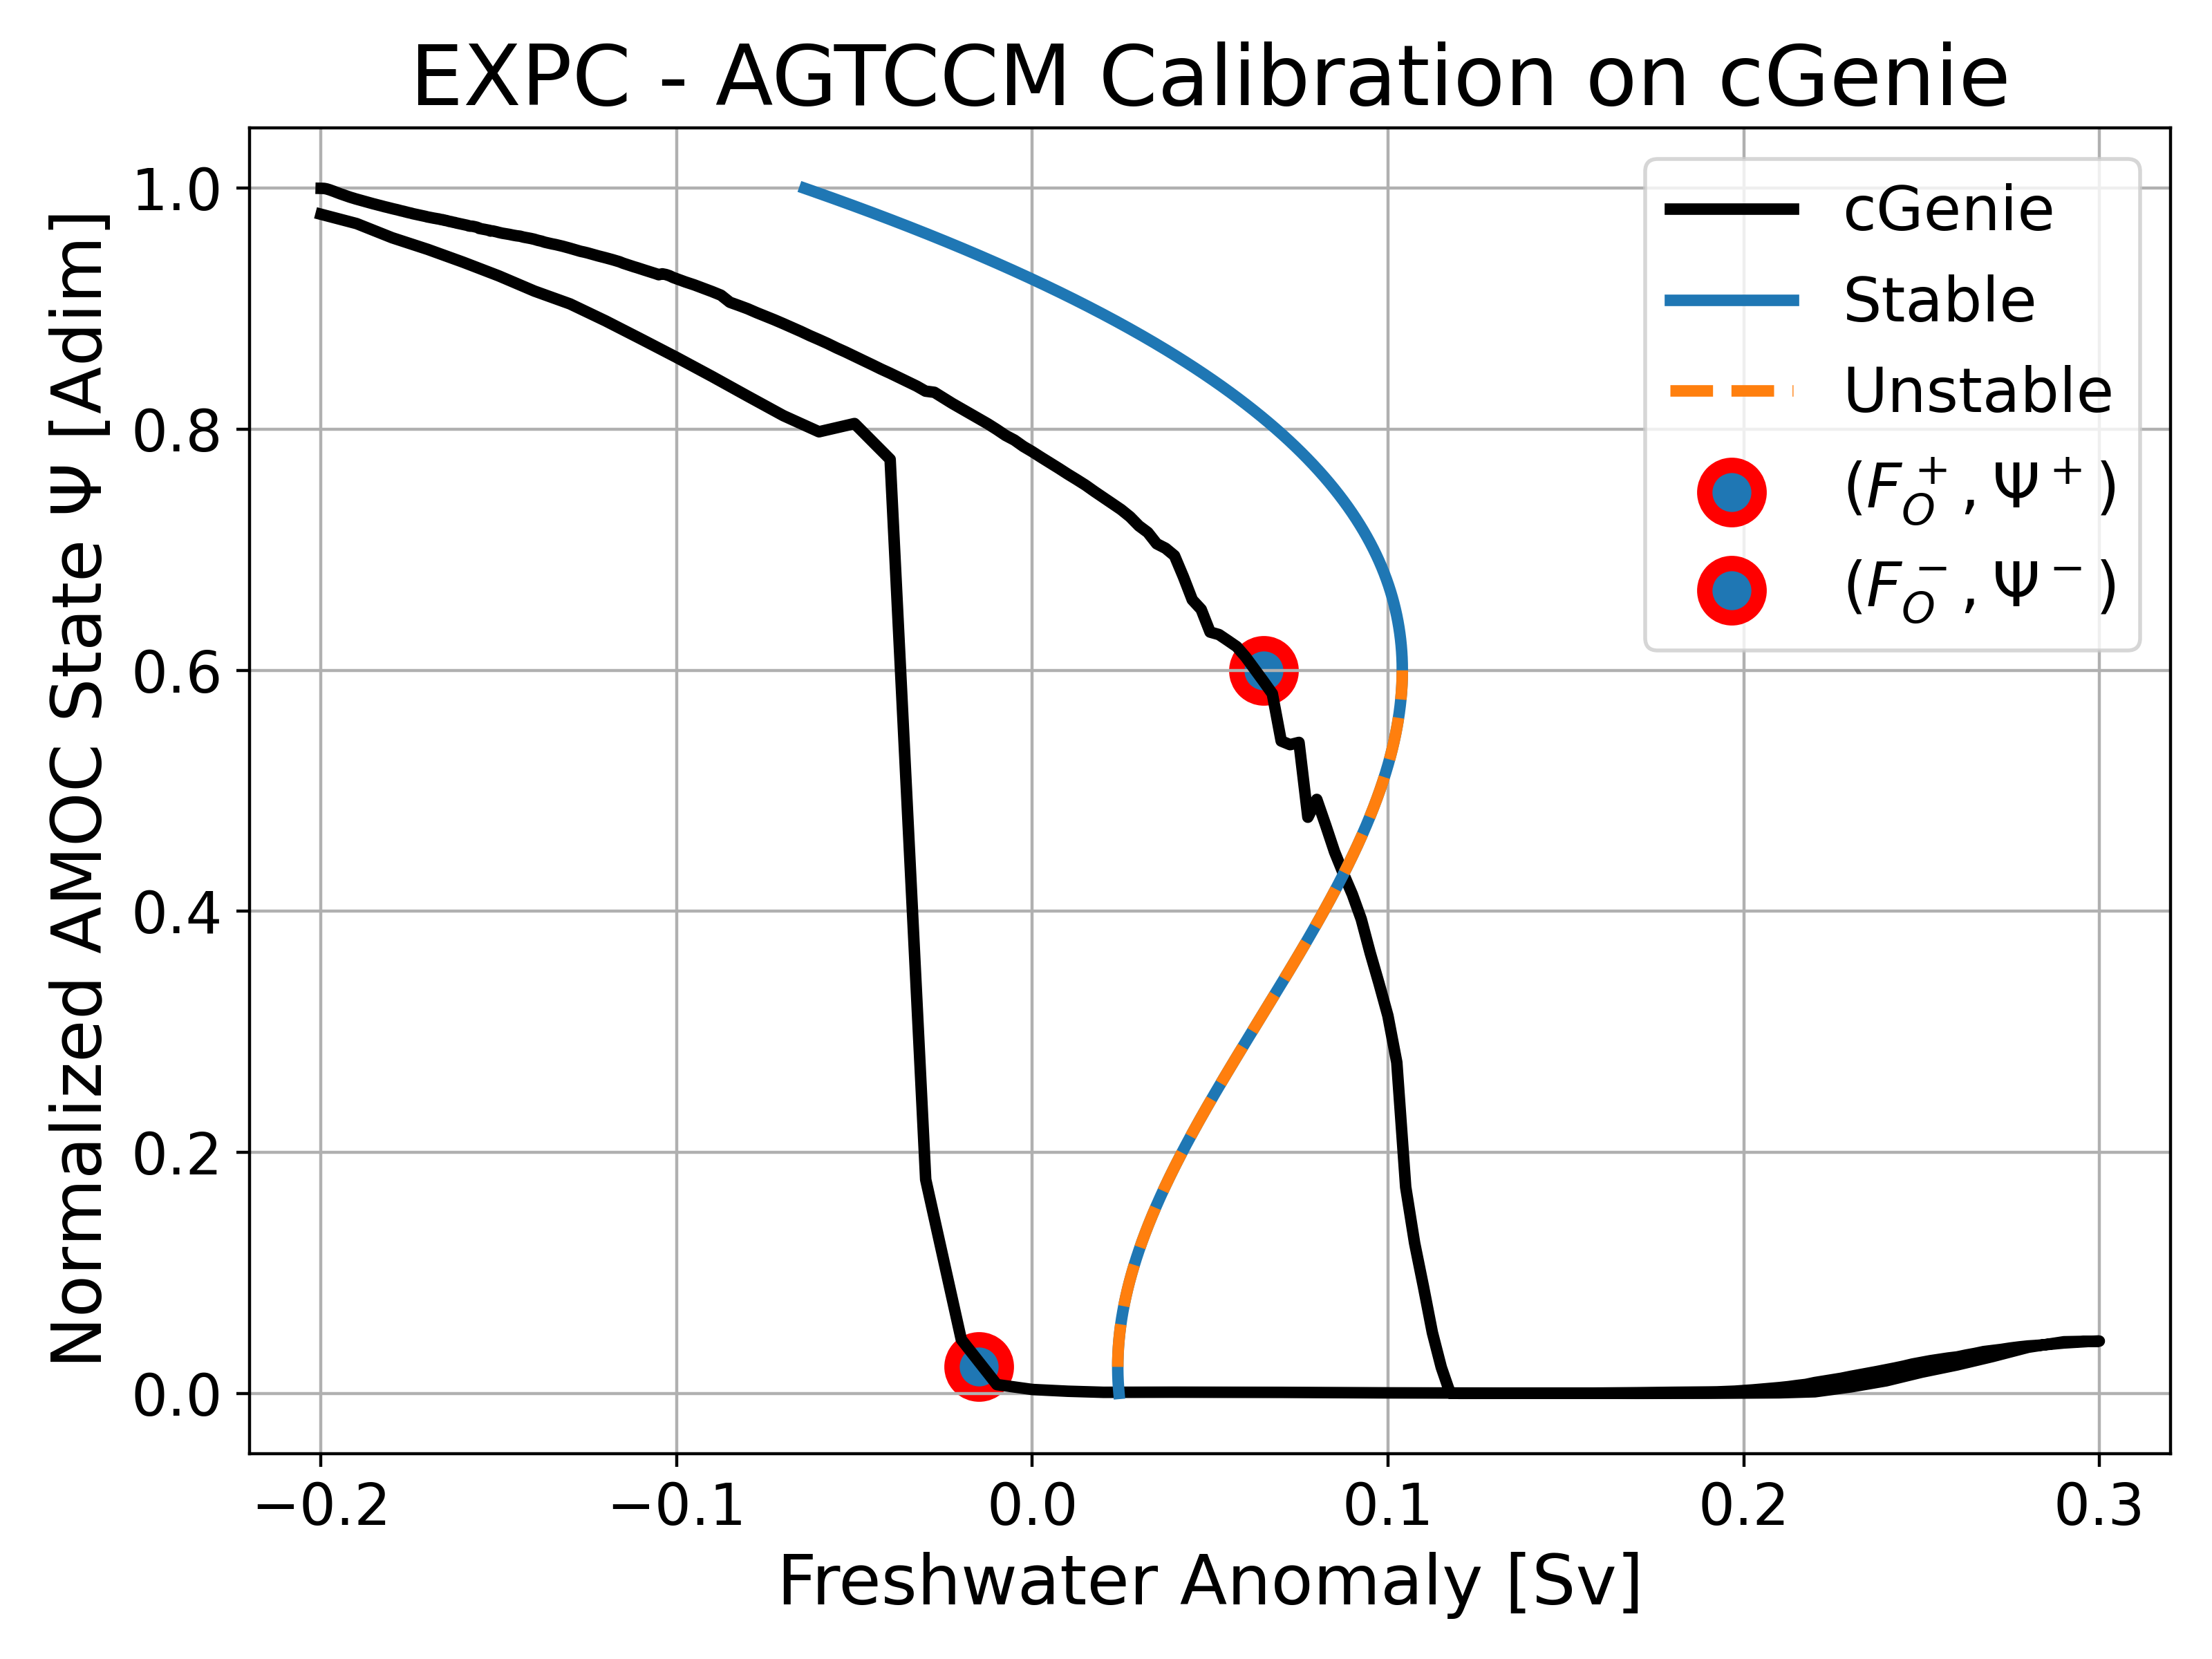 EXPC - AGTCCM Calibration on cGenie
Normalized AMOC State Ψ [Adim]
1.0
0.8
0.6
0.4
0.2
0.0
cGenie
Stable
Unstable
(F_O^+, Ψ^+)
(F_O^−, Ψ^−)
−0.2 −0.1 0.0 0.1 0.2 0.3
Freshwater Anomaly [Sv]